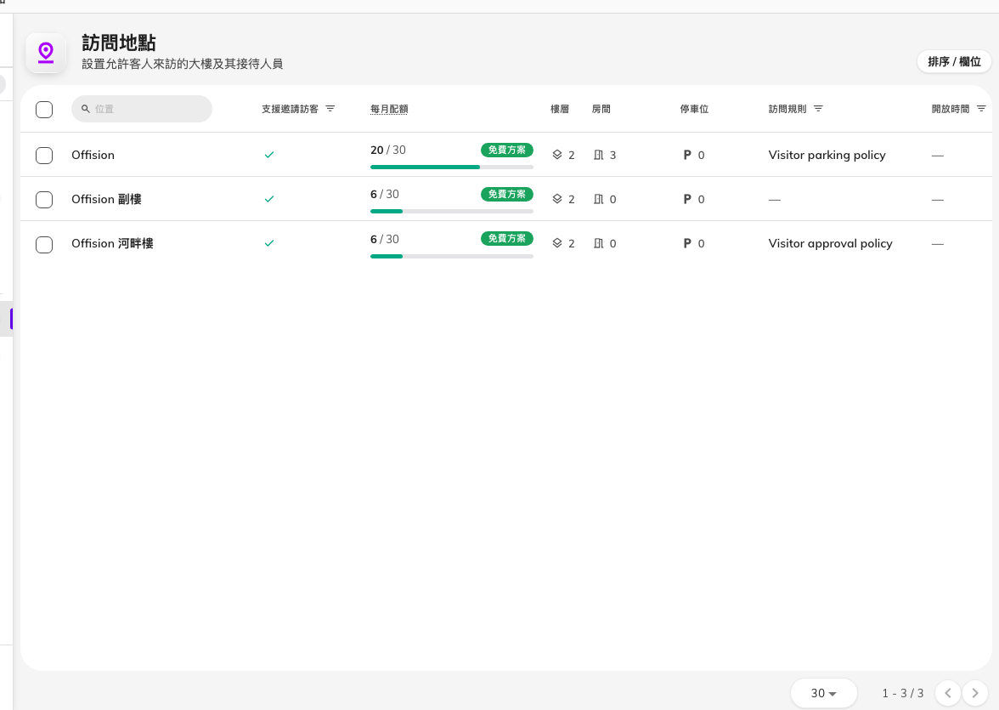 訪問地點
設置允許客人來訪的大樓及其接待人員
排序 / 欄位
位置 支援邀請訪客 每月配額 樓層 房間 停車位 訪問規則 開放時間
Offision 20 / 30 免費方案 2 3 P 0 Visitor parking policy —
Offision 副樓 6 / 30 免費方案 2 0 P 0 — —
Offision 河畔樓 6 / 30 免費方案 2 0 P 0 Visitor approval policy —
30 1 - 3 / 3